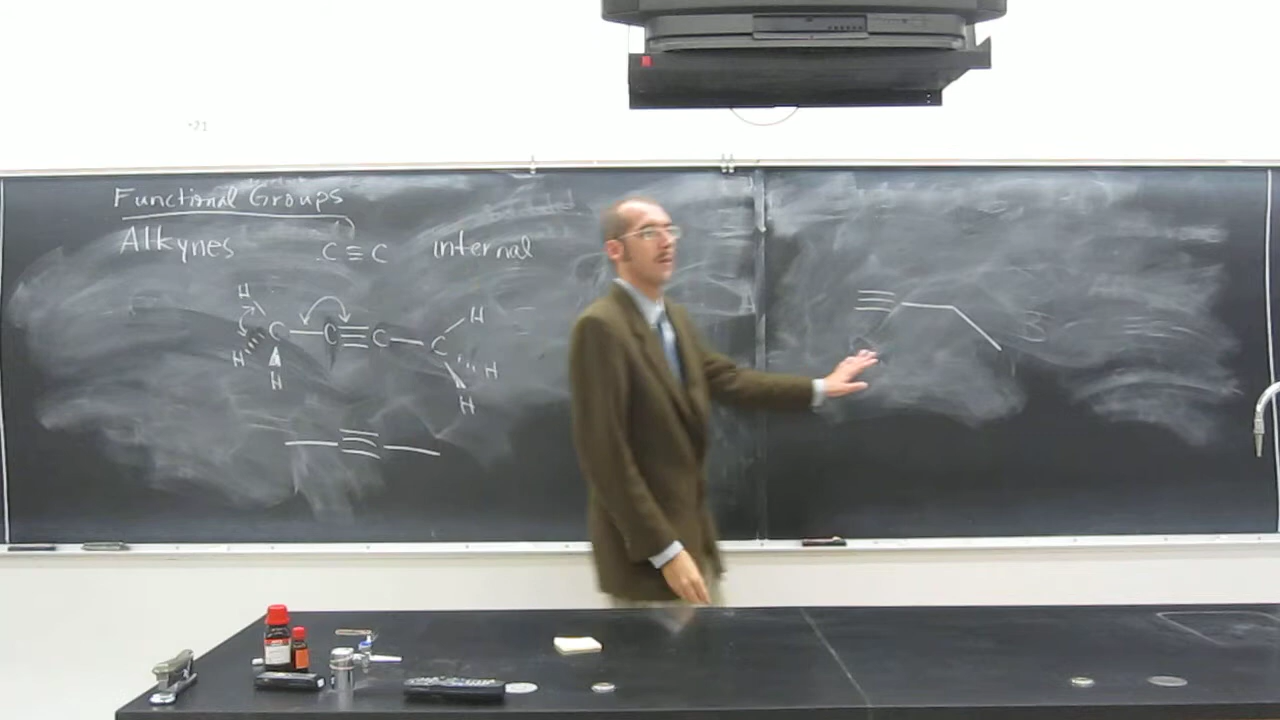 Functional Groups
Alkynes C≡C internal
H H
C — C≡C — C
H H
H H